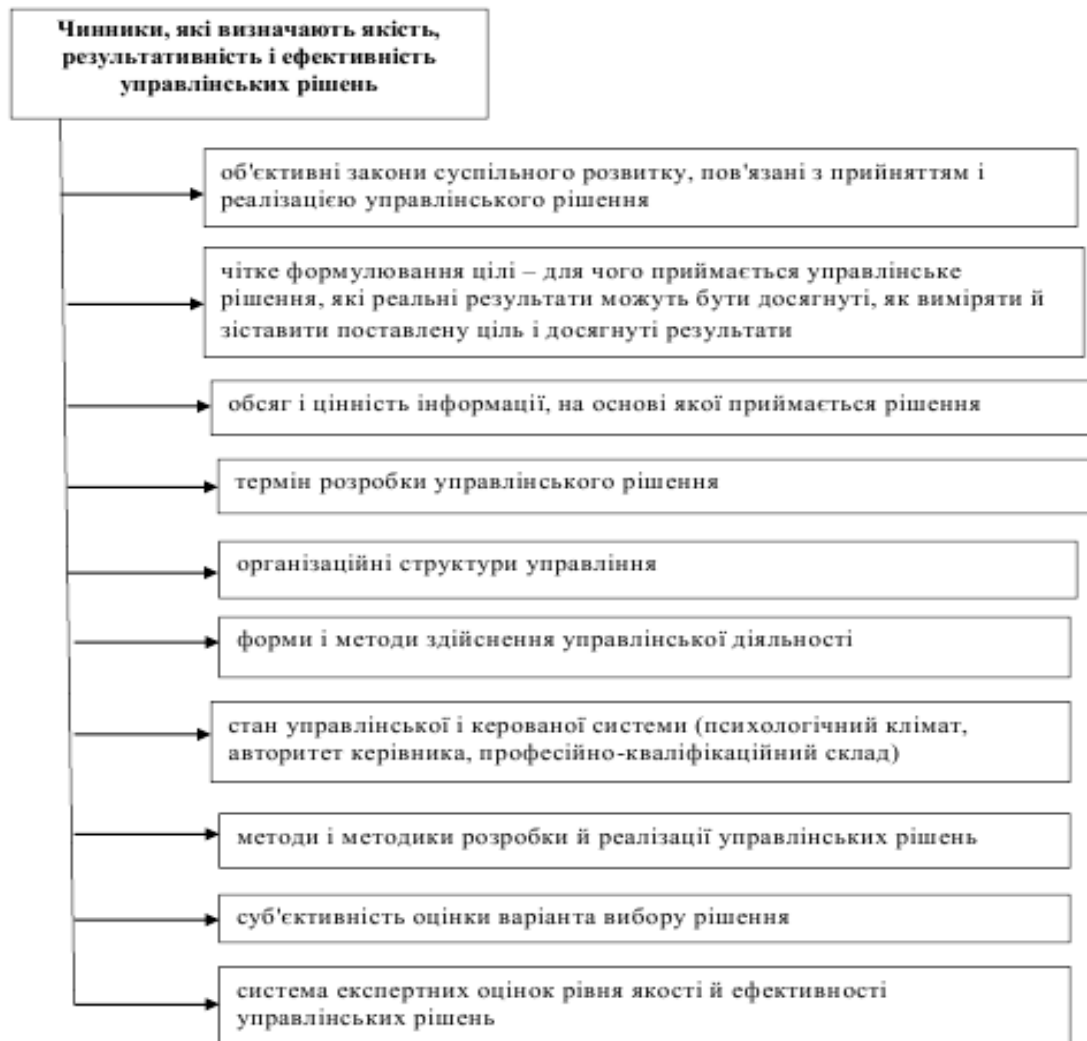 Чинники, які визначають якість,
результативність і ефективність
управлінських рішень
об'єктивні закони суспільного розвитку, пов'язані з прийняттям і
реалізацією управлінського рішення
чітке формулювання цілі – для чого приймається управлінське
рішення, які реальні результати можуть бути досягнуті, як виміряти й
зіставити поставлену ціль і досягнуті результати
обсяг і цінність інформації, на основі якої приймається рішення
термін розробки управлінського рішення
організаційні структури управління
форми і методи здійснення управлінської діяльності
стан управлінської і керованої системи (психологічний клімат,
авторитет керівника, професійно-кваліфікаційний склад)
методи і методики розробки й реалізації управлінських рішень
суб'єктивність оцінки варіанта вибору рішення
система експертних оцінок рівня якості й ефективності
управлінських рішень